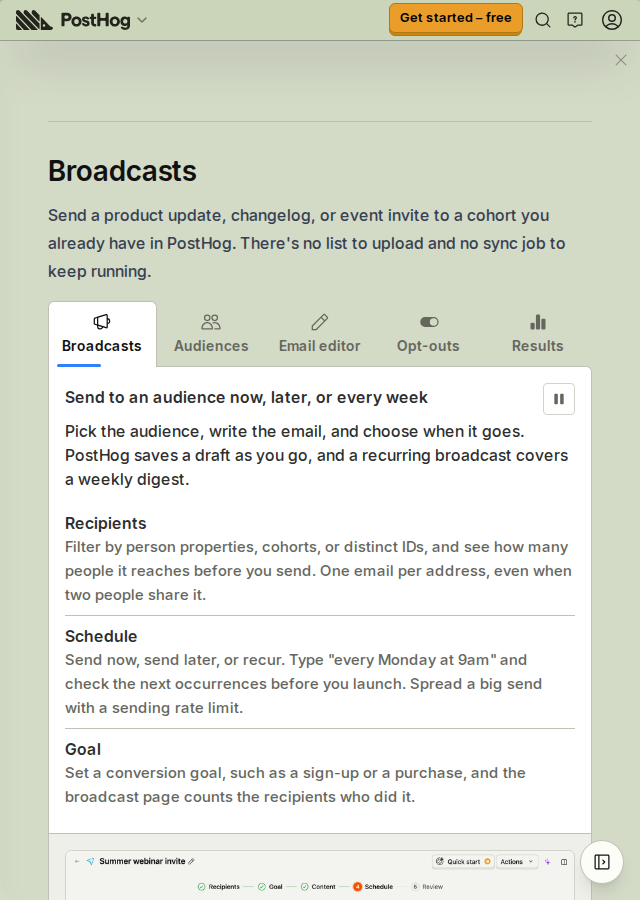 PostHog
Get started – free
Broadcasts
Send a product update, changelog, or event invite to a cohort you
already have in PostHog. There's no list to upload and no sync job to
keep running.
Broadcasts
Audiences
Email editor
Opt-outs
Results
Send to an audience now, later, or every week
Pick the audience, write the email, and choose when it goes.
PostHog saves a draft as you go, and a recurring broadcast covers
a weekly digest.
Recipients
Filter by person properties, cohorts, or distinct IDs, and see how many
people it reaches before you send. One email per address, even when
two people share it.
Schedule
Send now, send later, or recur. Type "every Monday at 9am" and
check the next occurrences before you launch. Spread a big send
with a sending rate limit.
Goal
Set a conversion goal, such as a sign-up or a purchase, and the
broadcast page counts the recipients who did it.
Summer webinar invite
Quick start
Actions
Recipients
Goal
Content
4 Schedule
5 Review